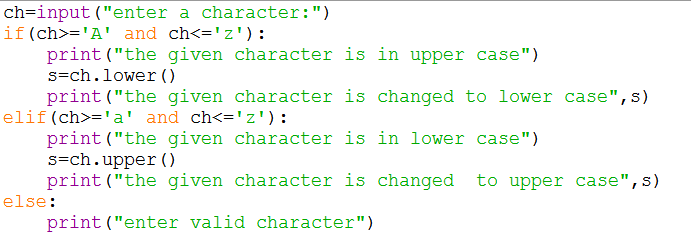 ch=input("enter a character:")
if(ch>='A' and ch<='z'):
    print("the given character is in upper case")
    s=ch.lower()
    print("the given character is changed to lower case",s)
elif(ch>='a' and ch<='z'):
    print("the given character is in lower case")
    s=ch.upper()
    print("the given character is changed  to upper case",s)
else:
    print("enter valid character")